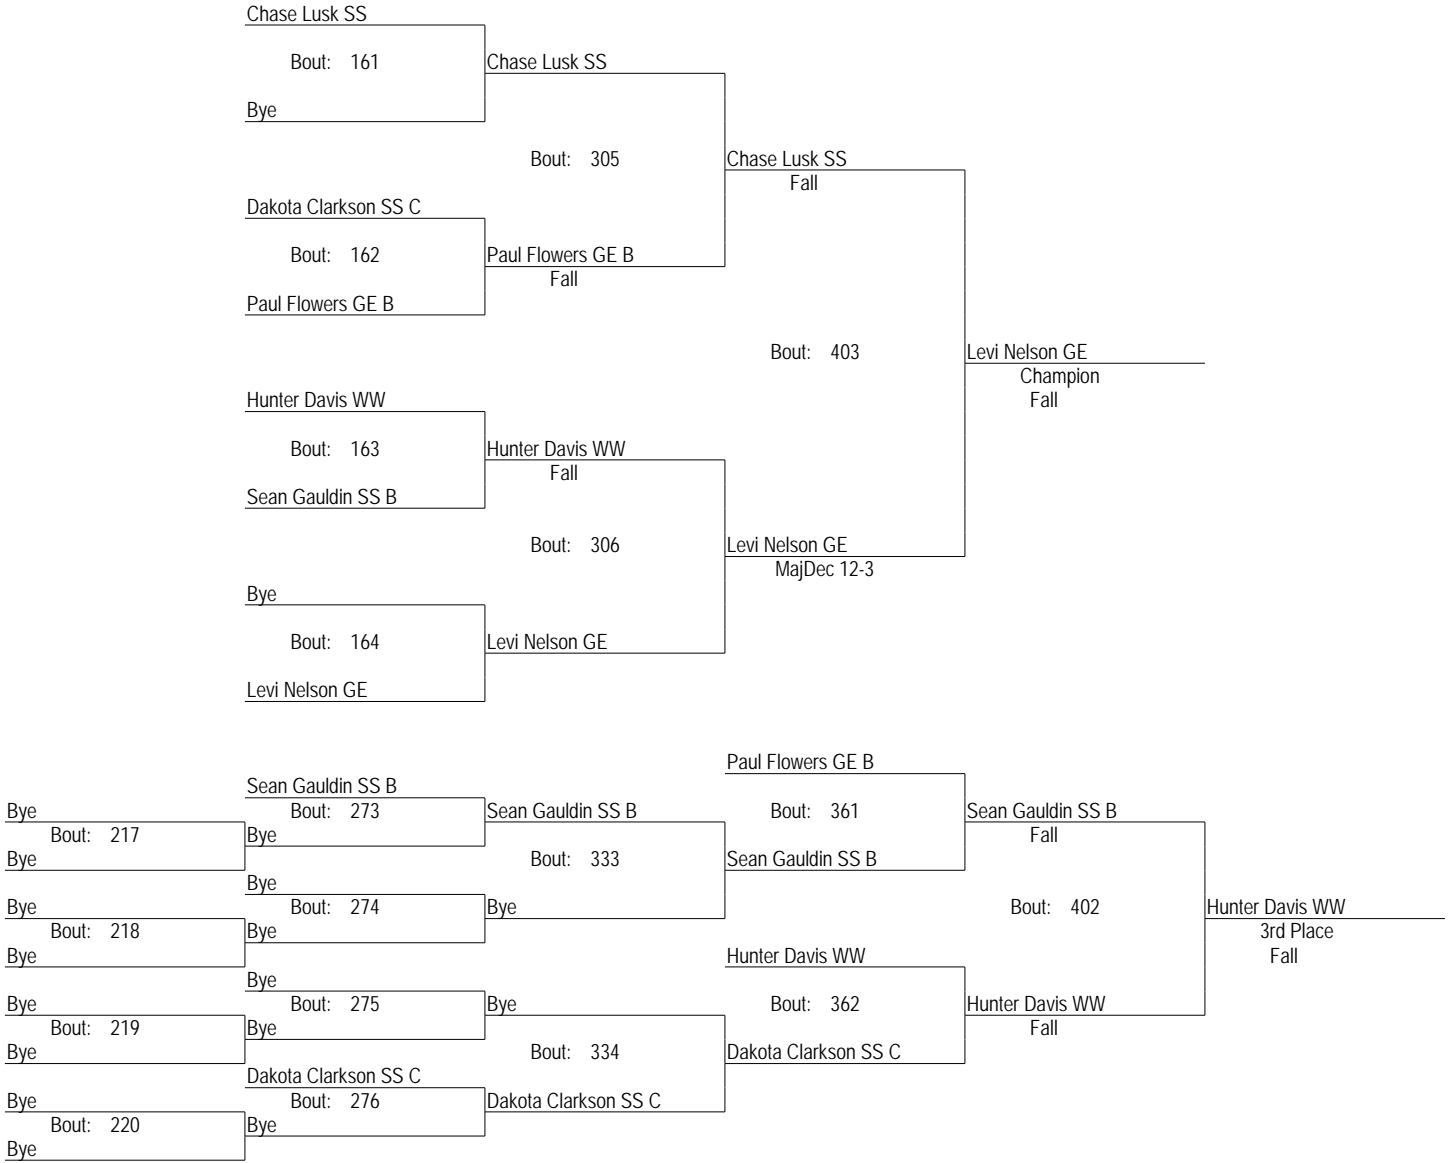 Chase Lusk SS
Bout: 161
Chase Lusk SS
Bye
Bout: 305
Chase Lusk SS
Fall
Dakota Clarkson SS C
Bout: 162
Paul Flowers GE B
Fall
Paul Flowers GE B
Bout: 403
Levi Nelson GE
Champion
Fall
Hunter Davis WW
Bout: 163
Hunter Davis WW
Fall
Sean Gauldin SS B
Bout: 306
Levi Nelson GE
MajDec 12-3
Bye
Bout: 164
Levi Nelson GE
Levi Nelson GE
Paul Flowers GE B
Sean Gauldin SS B
Bye
Bout: 273
Sean Gauldin SS B
Bout: 361
Sean Gauldin SS B
Bout: 217
Bye
Fall
Bye
Bout: 333
Sean Gauldin SS B
Bye
Bye
Bout: 274
Bye
Bout: 402
Hunter Davis WW
Bout: 218
Bye
3rd Place
Bye
Hunter Davis WW
Fall
Bye
Bye
Bout: 275
Bye
Bout: 362
Hunter Davis WW
Bout: 219
Bye
Fall
Bye
Bout: 334
Dakota Clarkson SS C
Dakota Clarkson SS C
Bye
Bout: 276
Dakota Clarkson SS C
Bout: 220
Bye
Bye